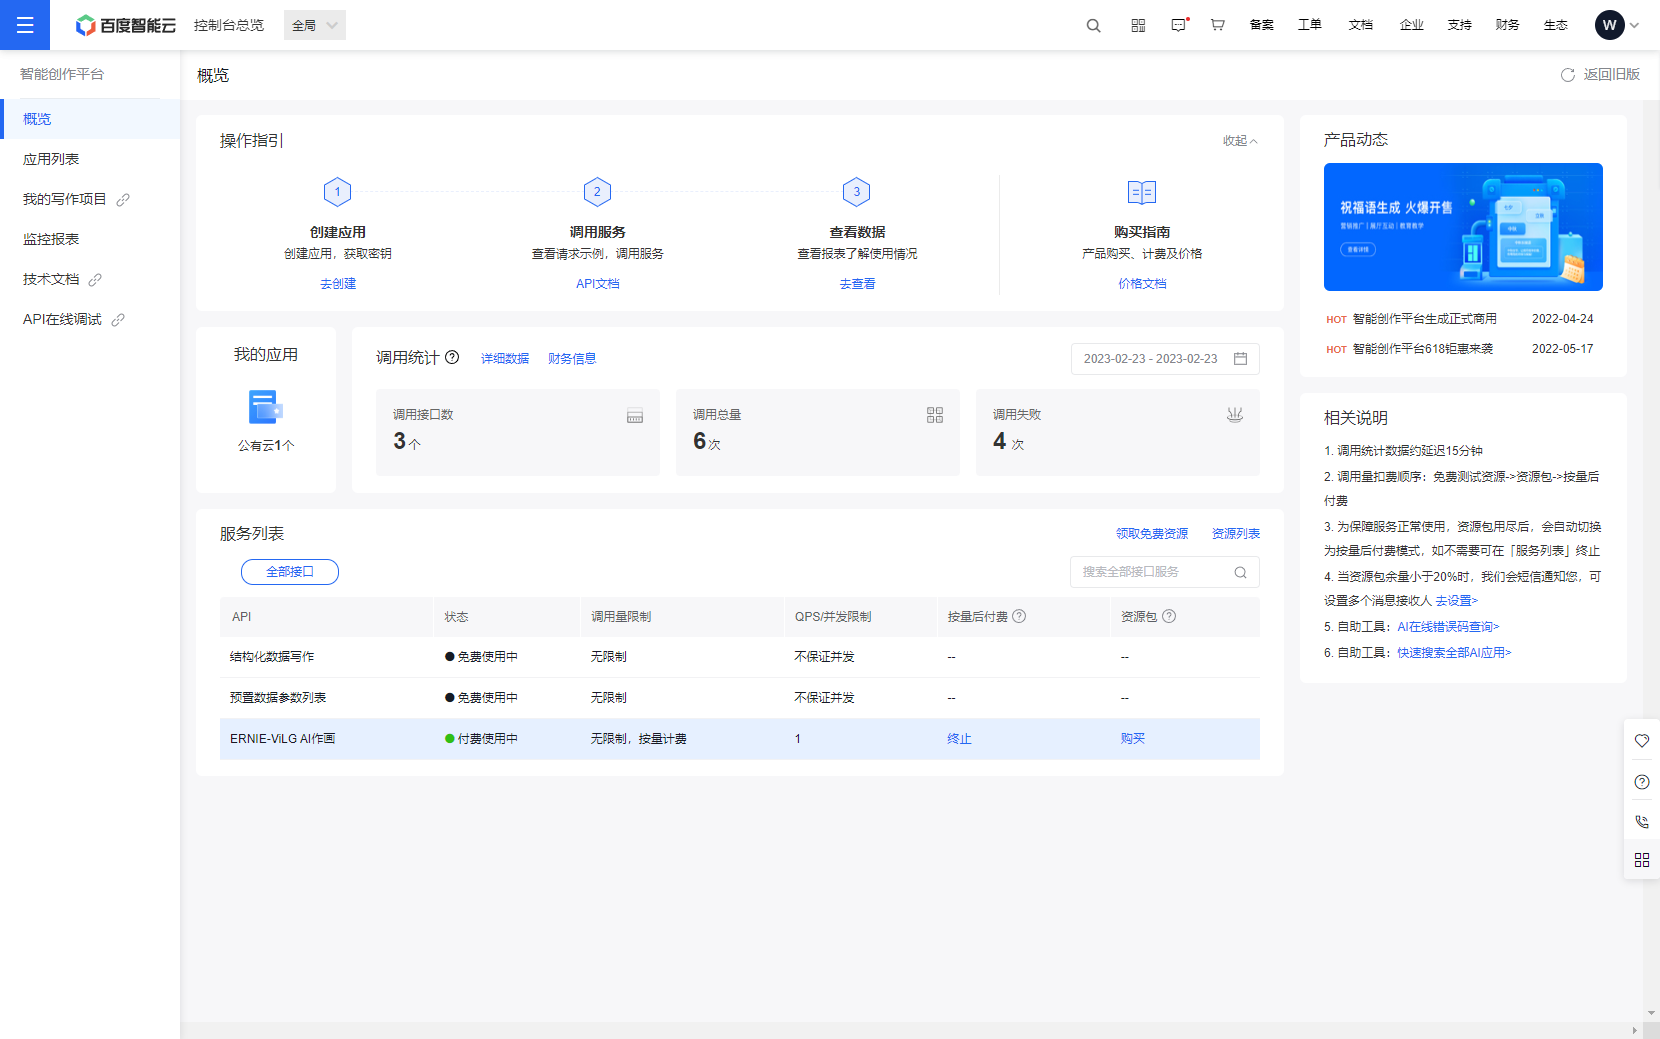 百度智能云 控制台总览 全局 备案 工单 文档 企业 支持 财务 生态 W
智能创作平台
概览
应用列表
我的写作项目
监控报表
技术文档
API在线调试
概览 返回旧版
操作指引 收起
1 2 3
创建应用 调用服务 查看数据 购买指南
创建应用，获取密钥 查看请求示例，调用服务 查看报表了解使用情况 产品购买、计费及价格
去创建 API文档 去查看 价格文档
我的应用
公有云1个
调用统计 详细数据 财务信息 2023-02-23 - 2023-02-23
调用接口数 调用总量 调用失败
3个 6次 4 次
服务列表 领取免费资源 资源列表
全部接口 搜索全部接口服务
API 状态 调用量限制 QPS/并发限制 按量后付费 资源包
结构化数据写作 免费使用中 无限制 不保证并发 -- --
预置数据参数列表 免费使用中 无限制 不保证并发 -- --
ERNIE-ViLG AI作画 付费使用中 无限制，按量计费 1 终止 购买
产品动态
祝福语生成 火爆开售
营销推广 | 展厅互动 | 教育教学
查看详情
HOT 智能创作平台生成正式商用 2022-04-24
HOT 智能创作平台618钜惠来袭 2022-05-17
相关说明
1. 调用统计数据约延迟15分钟
2. 调用量扣费顺序：免费测试资源->资源包->按量后
付费
3. 为保障服务正常使用，资源包用尽后，会自动切换
为按量后付费模式，如不需要可在「服务列表」终止
4. 当资源包余量小于20%时，我们会短信通知您，可
设置多个消息接收人 去设置>
5. 自助工具：AI在线错误码查询>
6. 自助工具：快速搜索全部AI应用>